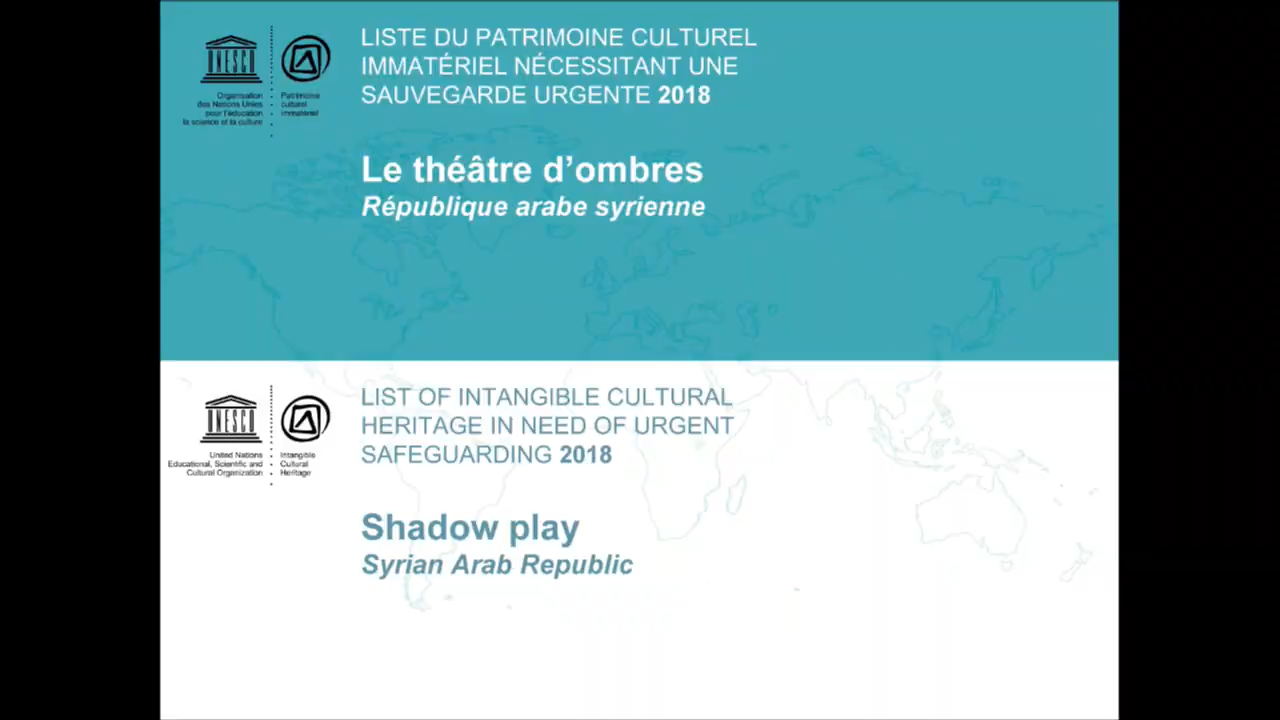 UNESCO
Organisation
des Nations Unies
pour l'éducation
la science et la culture
Patrimoine
culturel
immatériel
LISTE DU PATRIMOINE CULTUREL
IMMATÉRIEL NÉCESSITANT UNE
SAUVEGARDE URGENTE 2018
Le théâtre d'ombres
République arabe syrienne
UNESCO
United Nations
Educational, Scientific and
Cultural Organization
Intangible
Cultural
Heritage
LIST OF INTANGIBLE CULTURAL
HERITAGE IN NEED OF URGENT
SAFEGUARDING 2018
Shadow play
Syrian Arab Republic